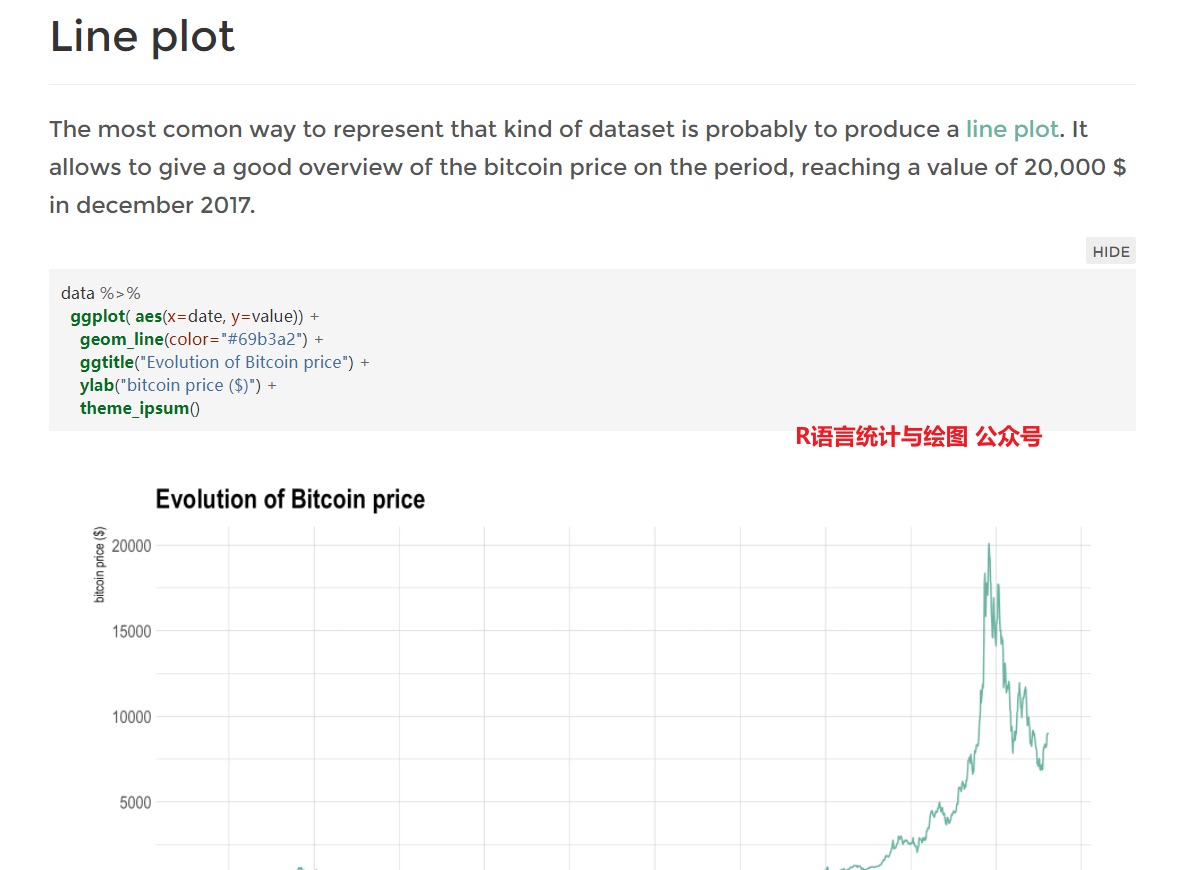 Line plot
The most comon way to represent that kind of dataset is probably to produce a line plot. It
allows to give a good overview of the bitcoin price on the period, reaching a value of 20,000 $
in december 2017.
HIDE
data %>%
ggplot( aes(x=date, y=value)) +
geom_line(color="#69b3a2") +
ggtitle("Evolution of Bitcoin price") +
ylab("bitcoin price ($)") +
theme_ipsum()
R语言统计与绘图 公众号
Evolution of Bitcoin price
bitcoin price ($)
20000
15000
10000
5000